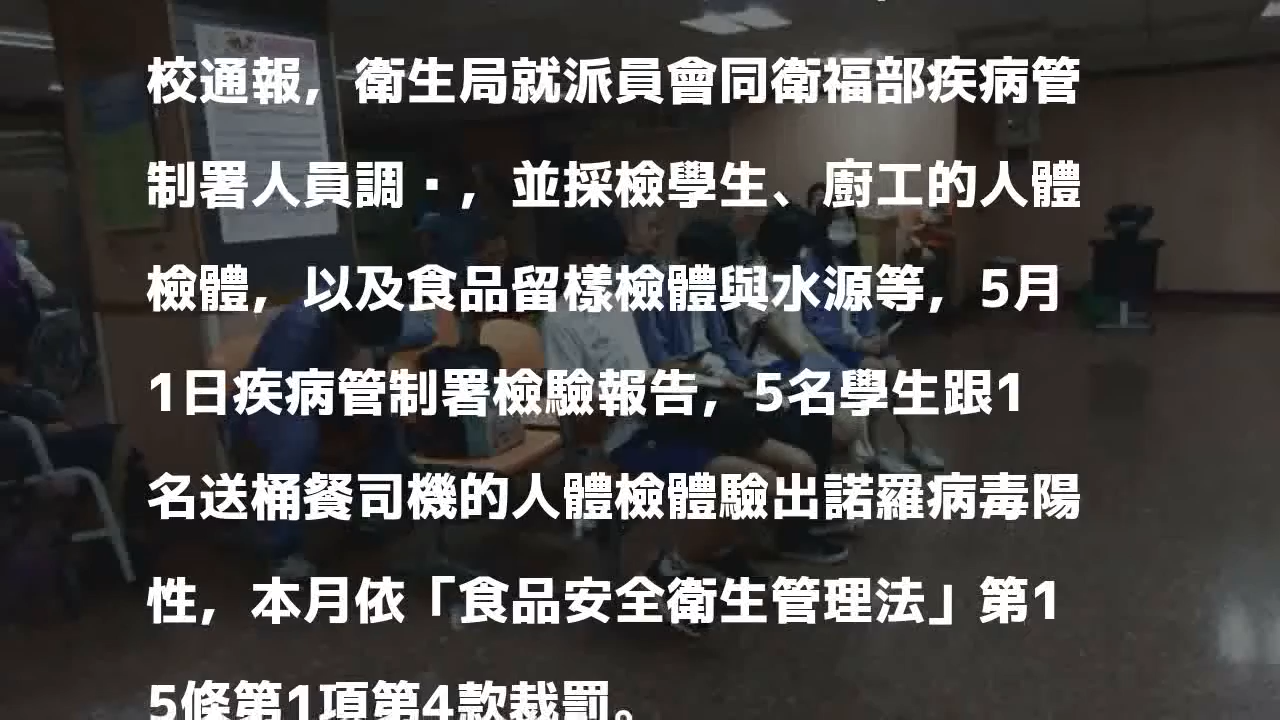 校通報，衛生局就派員會同衛福部疾病管
制署人員調▪，並採檢學生、廚工的人體
檢體，以及食品留樣檢體與水源等，5月
1日疾病管制署檢驗報告，5名學生跟1
名送桶餐司機的人體檢體驗出諾羅病毒陽
性，本月依「食品安全衛生管理法」第1
5條第1項第4款裁罰。